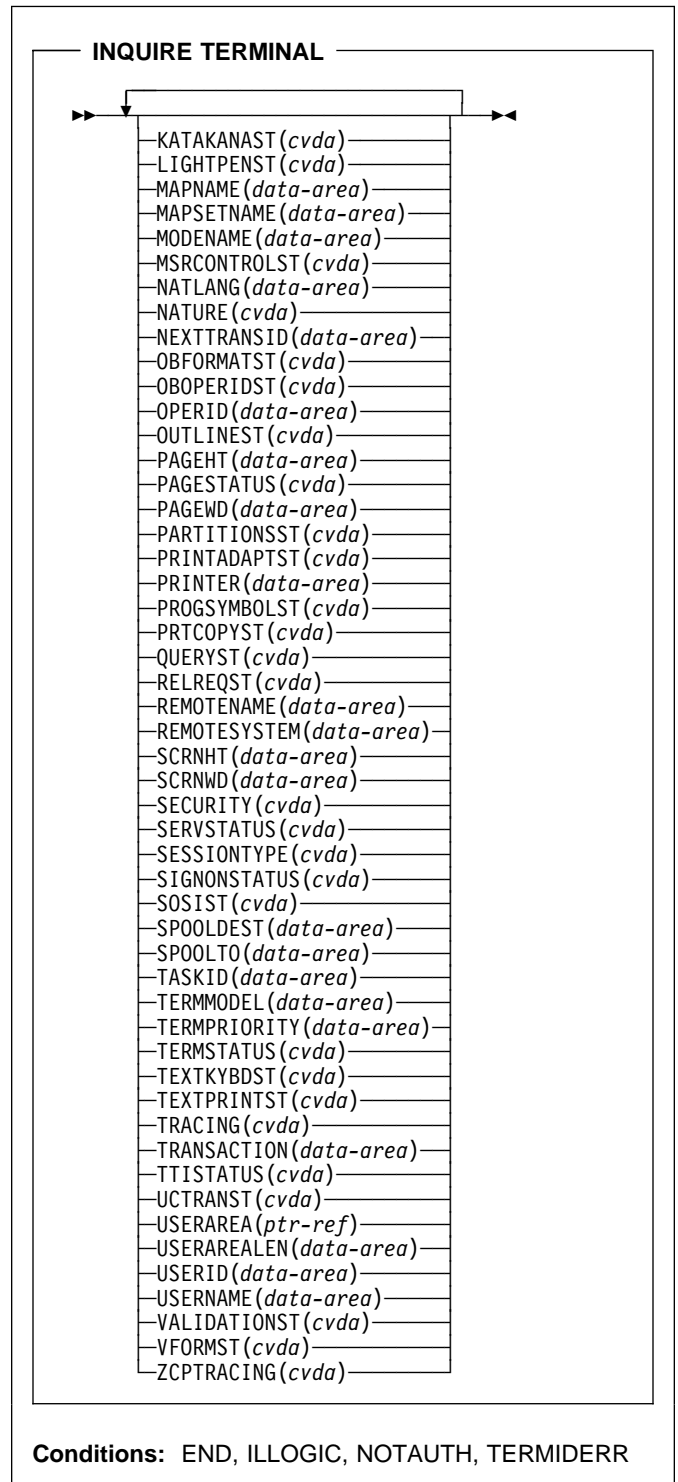 INQUIRE TERMINAL
KATAKANAST(cvda)
LIGHTPENST(cvda)
MAPNAME(data-area)
MAPSETNAME(data-area)
MODENAME(data-area)
MSRCONTROLST(cvda)
NATLANG(data-area)
NATURE(cvda)
NEXTTRANSID(data-area)
OBFORMATST(cvda)
OBOPERIDST(cvda)
OPERID(data-area)
OUTLINEST(cvda)
PAGEHT(data-area)
PAGESTATUS(cvda)
PAGEWD(data-area)
PARTITIONSST(cvda)
PRINTADAPTST(cvda)
PRINTER(data-area)
PROGSYMBOLST(cvda)
PRTCOPYST(cvda)
QUERYST(cvda)
RELREQST(cvda)
REMOTENAME(data-area)
REMOTESYSTEM(data-area)
SCRNHT(data-area)
SCRNWD(data-area)
SECURITY(cvda)
SERVSTATUS(cvda)
SESSIONTYPE(cvda)
SIGNONSTATUS(cvda)
SOSIST(cvda)
SPOOLDEST(data-area)
SPOOLTO(data-area)
TASKID(data-area)
TERMMODEL(data-area)
TERMPRIORITY(data-area)
TERMSTATUS(cvda)
TEXTKYBDST(cvda)
TEXTPRINTST(cvda)
TRACING(cvda)
TRANSACTION(data-area)
TTISTATUS(cvda)
UCTRANST(cvda)
USERAREA(ptr-ref)
USERAREALEN(data-area)
USERID(data-area)
USERNAME(data-area)
VALIDATIONST(cvda)
VFORMST(cvda)
ZCPTRACING(cvda)
Conditions: END, ILLOGIC, NOTAUTH, TERMIDERR